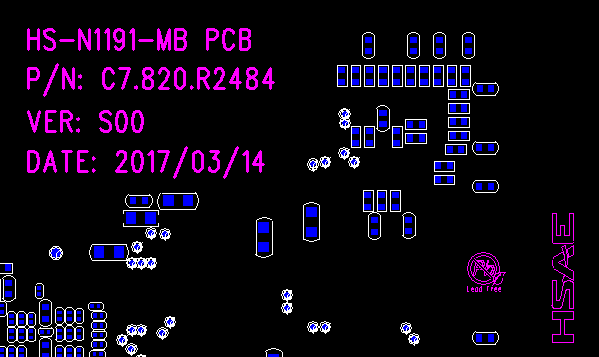 HS-N1191-MB PCB
P/N: C7.820.R2484
VER: S00
DATE: 2017/03/14
Lead Free
HSAE